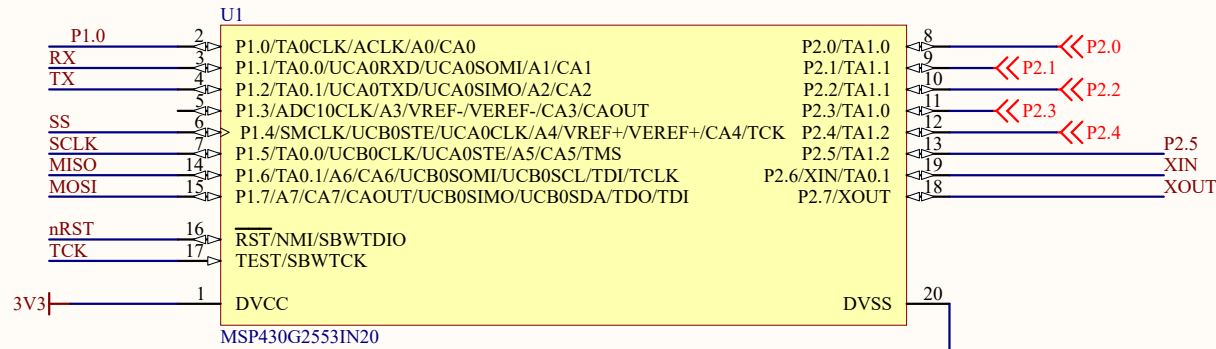 U1
P1.0 2 P1.0/TA0CLK/ACLK/A0/CA0 P2.0/TA1.0 8 P2.0
RX 3 P1.1/TA0.0/UCA0RXD/UCA0SOMI/A1/CA1 P2.1/TA1.1 9 P2.1
TX 4 P1.2/TA0.1/UCA0TXD/UCA0SIMO/A2/CA2 P2.2/TA1.1 10 P2.2
5 P1.3/ADC10CLK/A3/VREF-/VEREF-/CA3/CAOUT P2.3/TA1.0 11 P2.3
SS 6 P1.4/SMCLK/UCB0STE/UCA0CLK/A4/VREF+/VEREF+/CA4/TCK P2.4/TA1.2 12 P2.4
SCLK 7 P1.5/TA0.0/UCB0CLK/UCA0STE/A5/CA5/TMS P2.5/TA1.2 13 P2.5
MISO 14 P1.6/TA0.1/A6/CA6/UCB0SOMI/UCB0SCL/TDI/TCLK P2.6/XIN/TA0.1 19 XIN
MOSI 15 P1.7/A7/CA7/CAOUT/UCB0SIMO/UCB0SDA/TDO/TDI P2.7/XOUT 18 XOUT
nRST 16 RST/NMI/SBWTDIO
TCK 17 TEST/SBWTCK
3V3 1 DVCC DVSS 20
MSP430G2553IN20